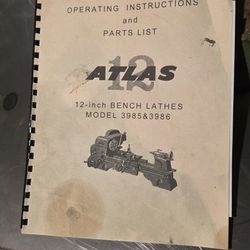 OPERATING INSTRUCTIONS
and
PARTS LIST
12
ATLAS
12-inch BENCH LATHES
MODEL 3985&3986